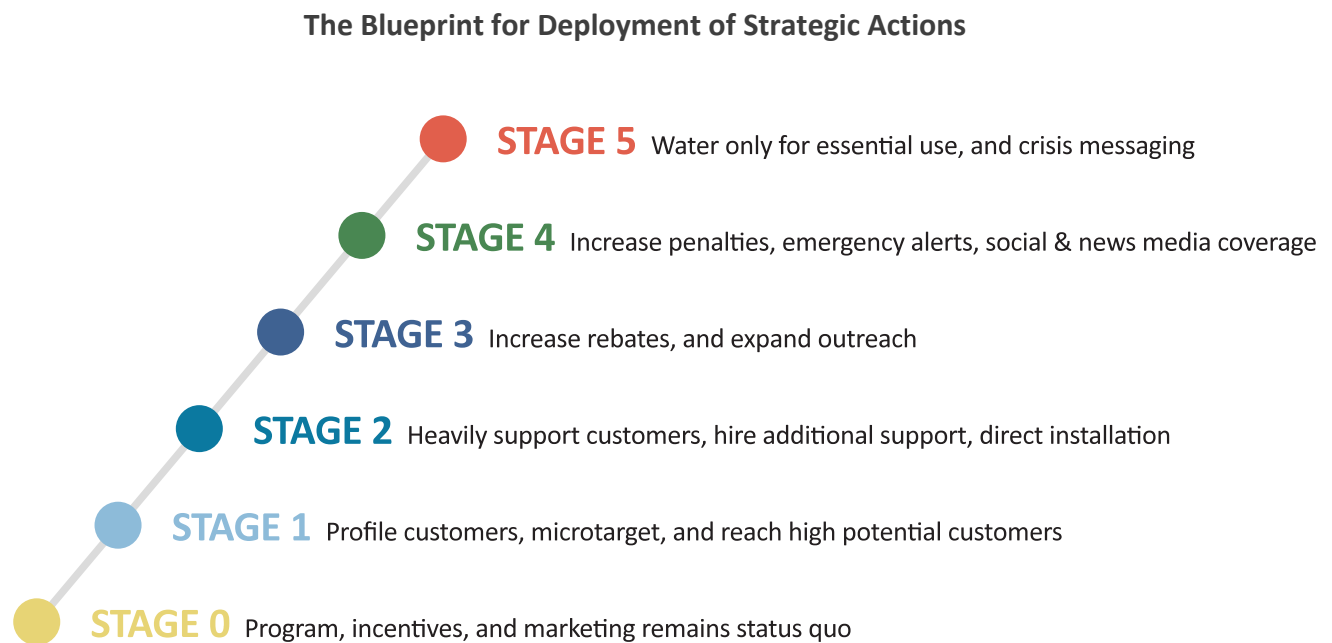 The Blueprint for Deployment of Strategic Actions
STAGE 5 Water only for essential use, and crisis messaging
STAGE 4 Increase penalties, emergency alerts, social & news media coverage
STAGE 3 Increase rebates, and expand outreach
STAGE 2 Heavily support customers, hire additional support, direct installation
STAGE 1 Profile customers, microtarget, and reach high potential customers
STAGE 0 Program, incentives, and marketing remains status quo